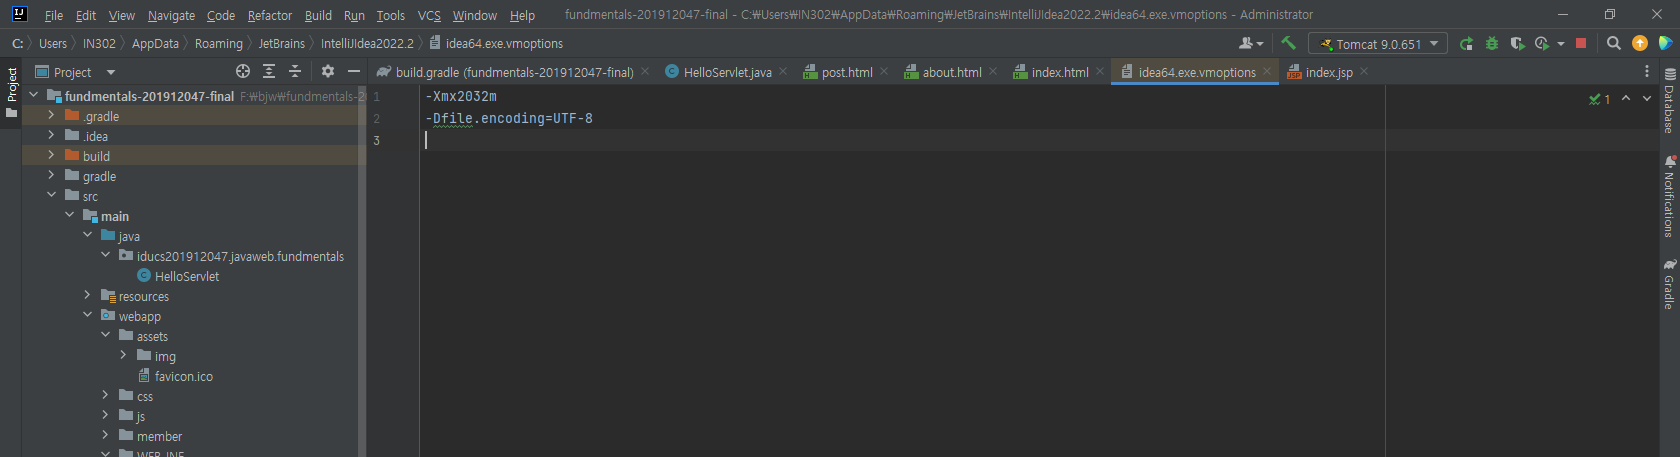 File Edit View Navigate Code Refactor Build Run Tools VCS Window Help fundmentals-201912047-final - C:₩Users₩IN302₩AppData₩Roaming₩JetBrains₩IntelliJIdea2022.2₩idea64.exe.vmoptions - Administrator
C: Users IN302 AppData Roaming JetBrains IntelliJIdea2022.2 idea64.exe.vmoptions Tomcat 9.0.651
Project
Project
build.gradle (fundmentals-201912047-final) HelloServlet.java post.html about.html index.html idea64.exe.vmoptions index.jsp
fundmentals-201912047-final F:₩bjw₩fundmentals-2
.gradle
.idea
build
gradle
src
main
java
iducs201912047.javaweb.fundmentals
HelloServlet
resources
webapp
assets
img
favicon.ico
css
js
member
WEB-INF
1 -Xmx2032m
2 -Dfile.encoding=UTF-8
3
1
Database
Notifications
Gradle